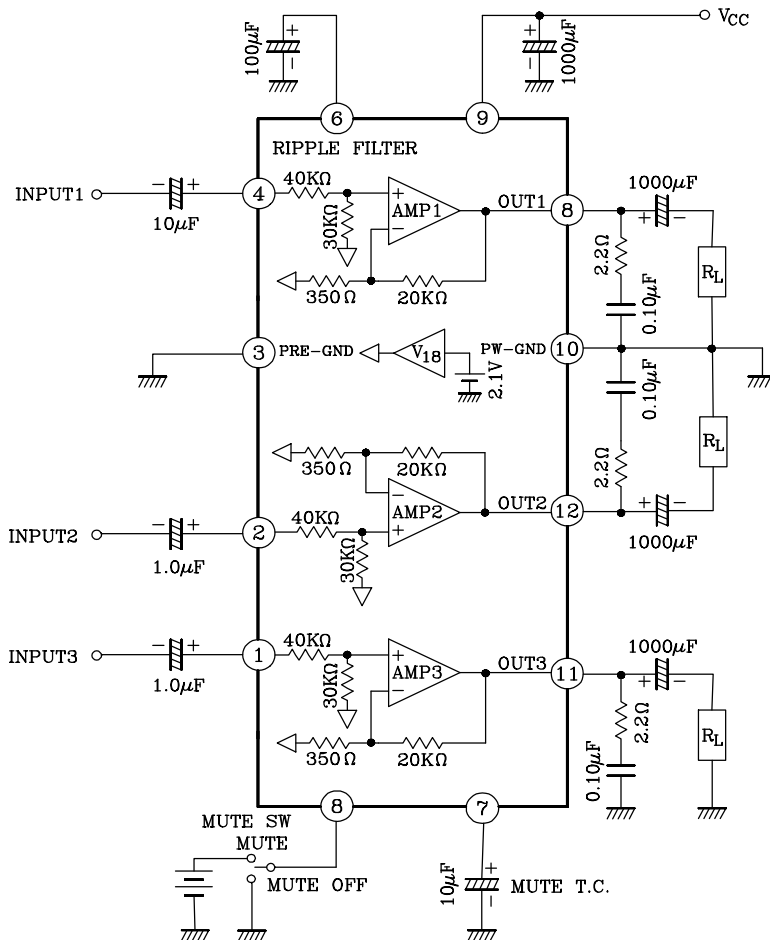 100µF
+
-
+
-
1000µF
VCC
6
9
RIPPLE FILTER
INPUT1
-
+
10µF
4
40KΩ
30KΩ
+
-
AMP1
OUT1
8
350Ω
20KΩ
1000µF
+
-
2.2Ω
0.10µF
RL
3
PRE-GND
V18
2.1V
PW-GND
10
0.10µF
2.2Ω
RL
350Ω
20KΩ
INPUT2
-
+
1.0µF
2
40KΩ
30KΩ
-
+
AMP2
OUT2
12
+
-
1000µF
INPUT3
-
+
1.0µF
1
40KΩ
30KΩ
+
-
AMP3
OUT3
11
350Ω
20KΩ
1000µF
+
-
2.2Ω
0.10µF
RL
8
7
MUTE SW
MUTE
MUTE OFF
10µF
+
-
MUTE T.C.